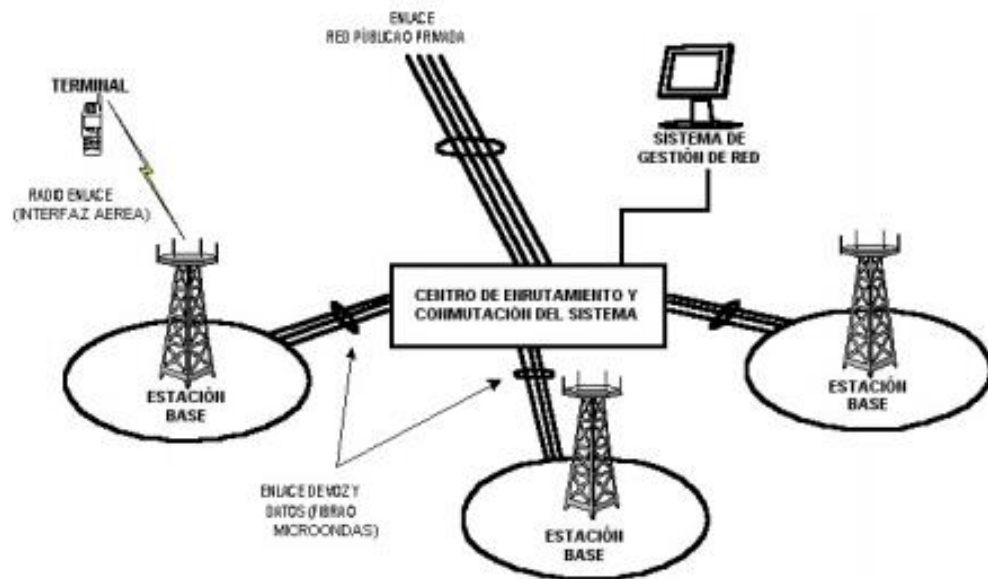 ENLACE
RED PÚBLICA O PRIVADA
TERMINAL
SISTEMA DE
GESTIÓN DE RED
RADIO ENLACE
(INTERFAZ AEREA)
CENTRO DE ENRUTAMIENTO Y
CONMUTACIÓN DEL SISTEMA
ESTACIÓN
BASE
ESTACIÓN
BASE
ENLACE DE VOZ Y
DATOS (FIBRA O
MICROONDAS)
ESTACIÓN
BASE